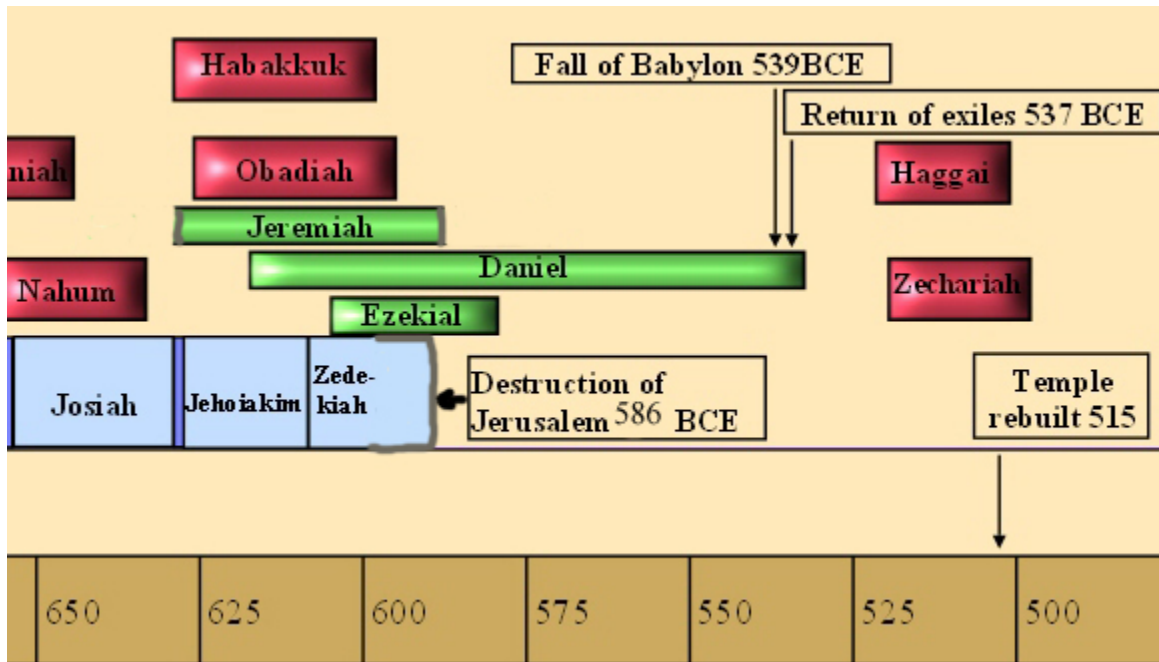 Habakkuk
Fall of Babylon 539BCE
Return of exiles 537 BCE
niah
Obadiah
Haggai
Jeremiah
Daniel
Nahum
Zechariah
Ezekial
Josiah
Jehoiakim
Zede-
kiah
Destruction of
Jerusalem 586 BCE
Temple
rebuilt 515
650
625
600
575
550
525
500